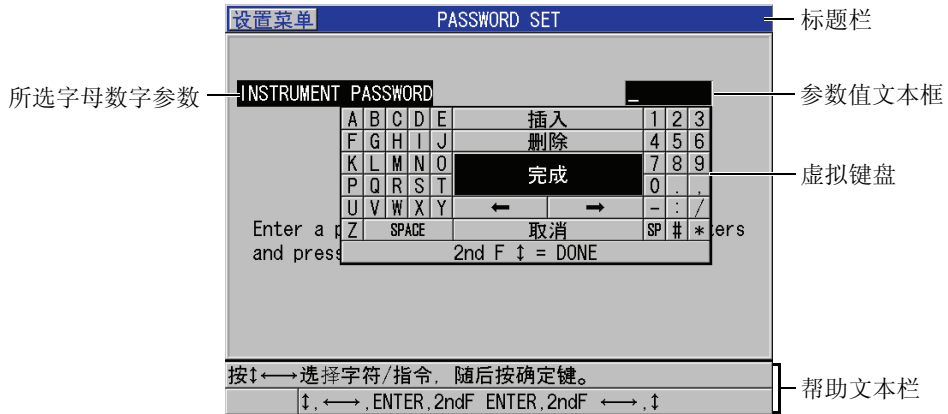 设置菜单 PASSWORD SET 标题栏
所选字母数字参数 INSTRUMENT PASSWORD _ 参数值文本框
A B C D E 插入 1 2 3
F G H I J 删除 4 5 6
K L M N O 完成 7 8 9
虚拟键盘
P Q R S T 0 . ,
U V W X Y ← → - : /
Enter a p Z SPACE 取消 SP # * ers
and press 2nd F ↕ = DONE
按↕←→选择字符/指令, 随后按确定键。
帮助文本栏
↕,←→,ENTER,2ndF ENTER,2ndF ←→,↕